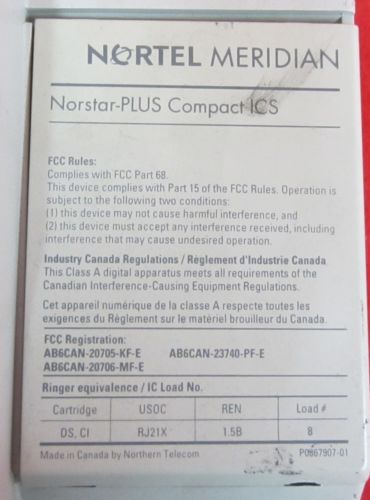 NORTEL MERIDIAN
Norstar-PLUS Compact ICS
FCC Rules:
Complies with FCC Part 68.
This device complies with Part 15 of the FCC Rules. Operation is
subject to the following two conditions:
(1) this device may not cause harmful interference, and
(2) this device must accept any interference received, including
interference that may cause undesired operation.
Industry Canada Regulations / Règlement d'Industrie Canada
This Class A digital apparatus meets all requirements of the
Canadian Interference-Causing Equipment Regulations.
Cet appareil numérique de la classe A respecte toutes les
exigences du Règlement sur le matériel brouilleur du Canada.
FCC Registration:
AB6CAN-20705-KF-E AB6CAN-23740-PF-E
AB6CAN-20706-MF-E
Ringer equivalence / IC Load No.
Cartridge USOC REN Load #
DS, CI RJ21X 1.5B 8
Made in Canada by Northern Telecom P0867907-01